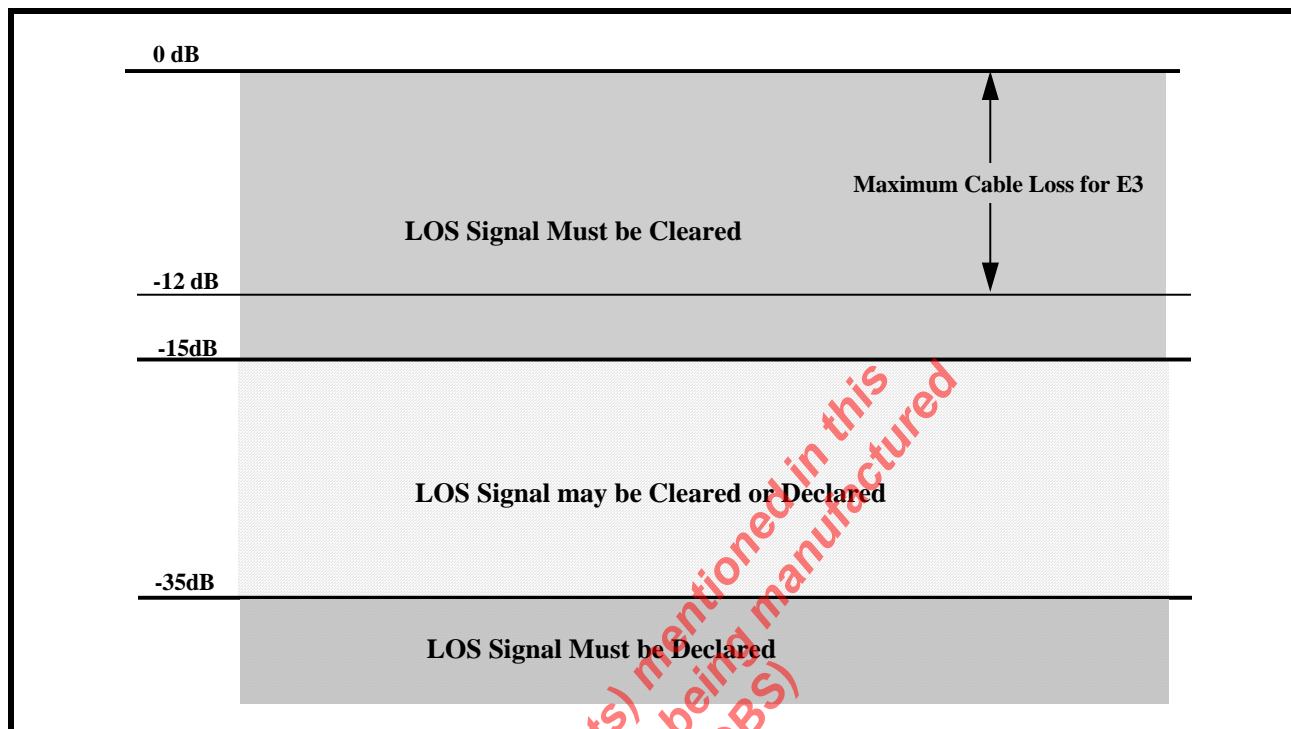 0 dB
Maximum Cable Loss for E3
LOS Signal Must be Cleared
-12 dB
-15dB
LOS Signal may be Cleared or Declared
-35dB
LOS Signal Must be Declared
mentioned in this
being manufactured